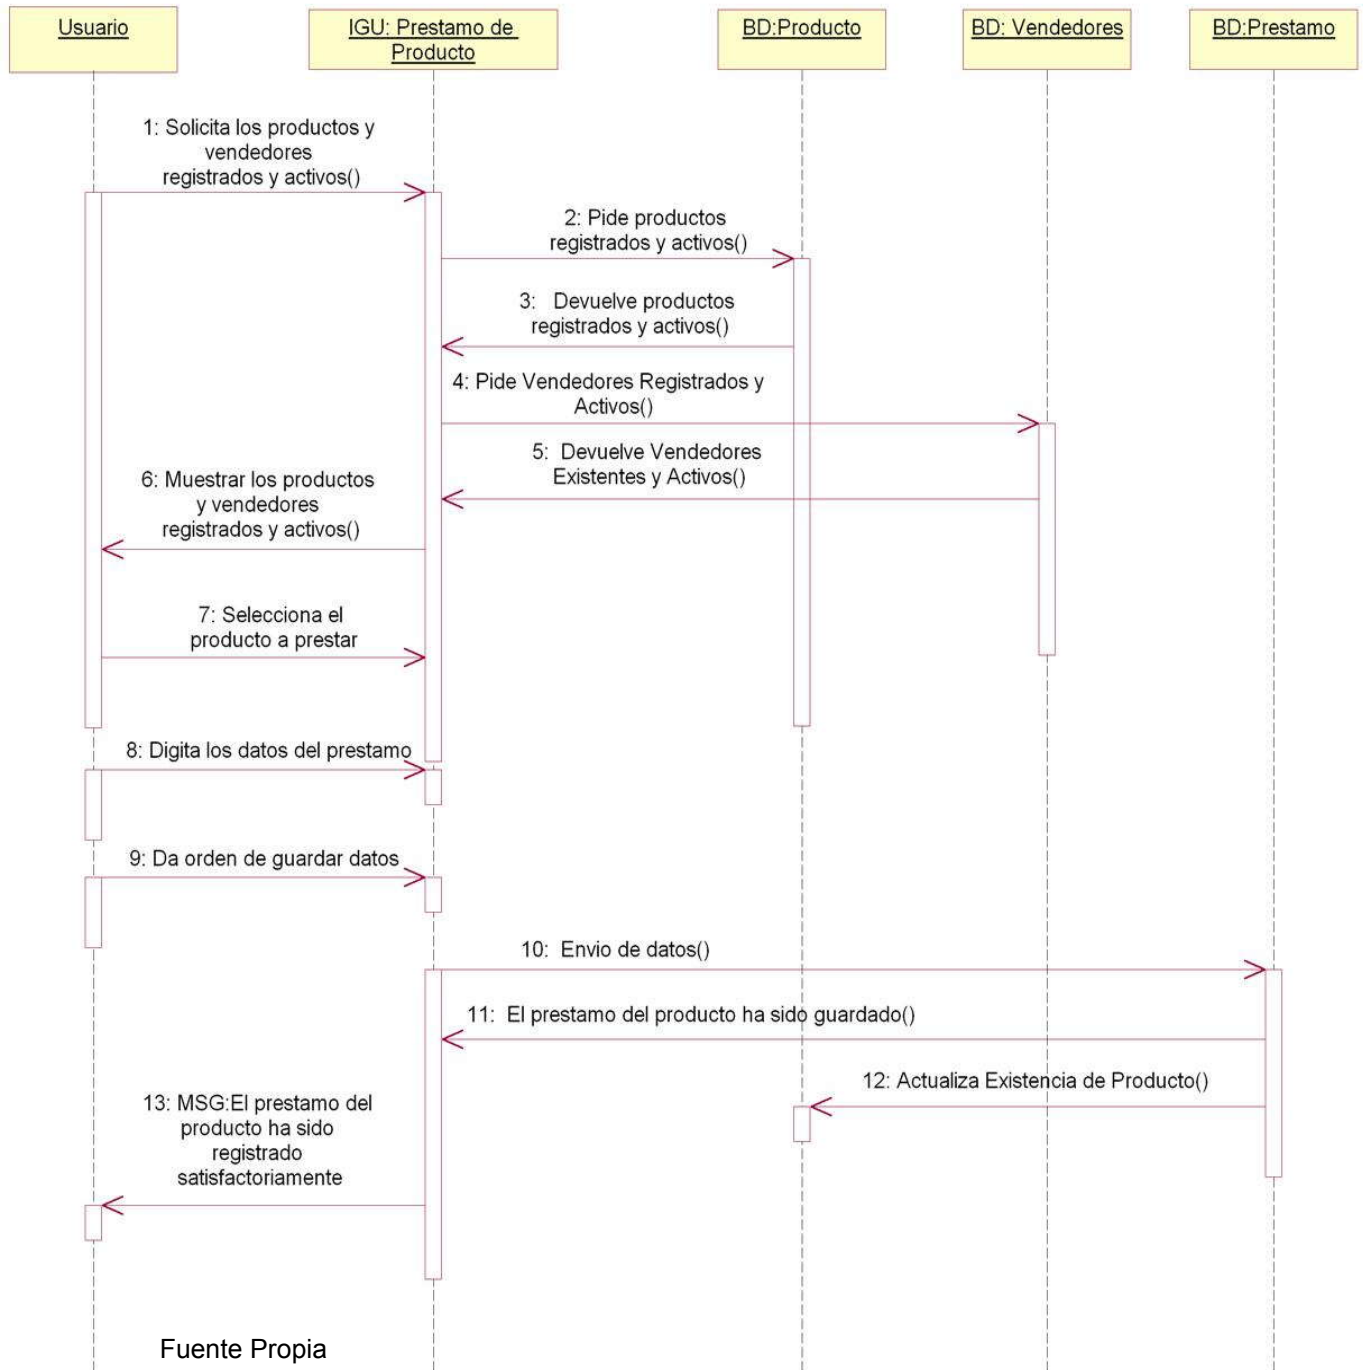 Usuario
IGU: Prestamo de
Producto
BD:Producto
BD: Vendedores
BD:Prestamo
1: Solicita los productos y
vendedores
registrados y activos()
2: Pide productos
registrados y activos()
3: Devuelve productos
registrados y activos()
4: Pide Vendedores Registrados y
Activos()
5: Devuelve Vendedores
Existentes y Activos()
6: Muestrar los productos
y vendedores
registrados y activos()
7: Selecciona el
producto a prestar
8: Digita los datos del prestamo
9: Da orden de guardar datos
10: Envio de datos()
11: El prestamo del producto ha sido guardado()
12: Actualiza Existencia de Producto()
13: MSG:El prestamo del
producto ha sido
registrado
satisfactoriamente
Fuente Propia